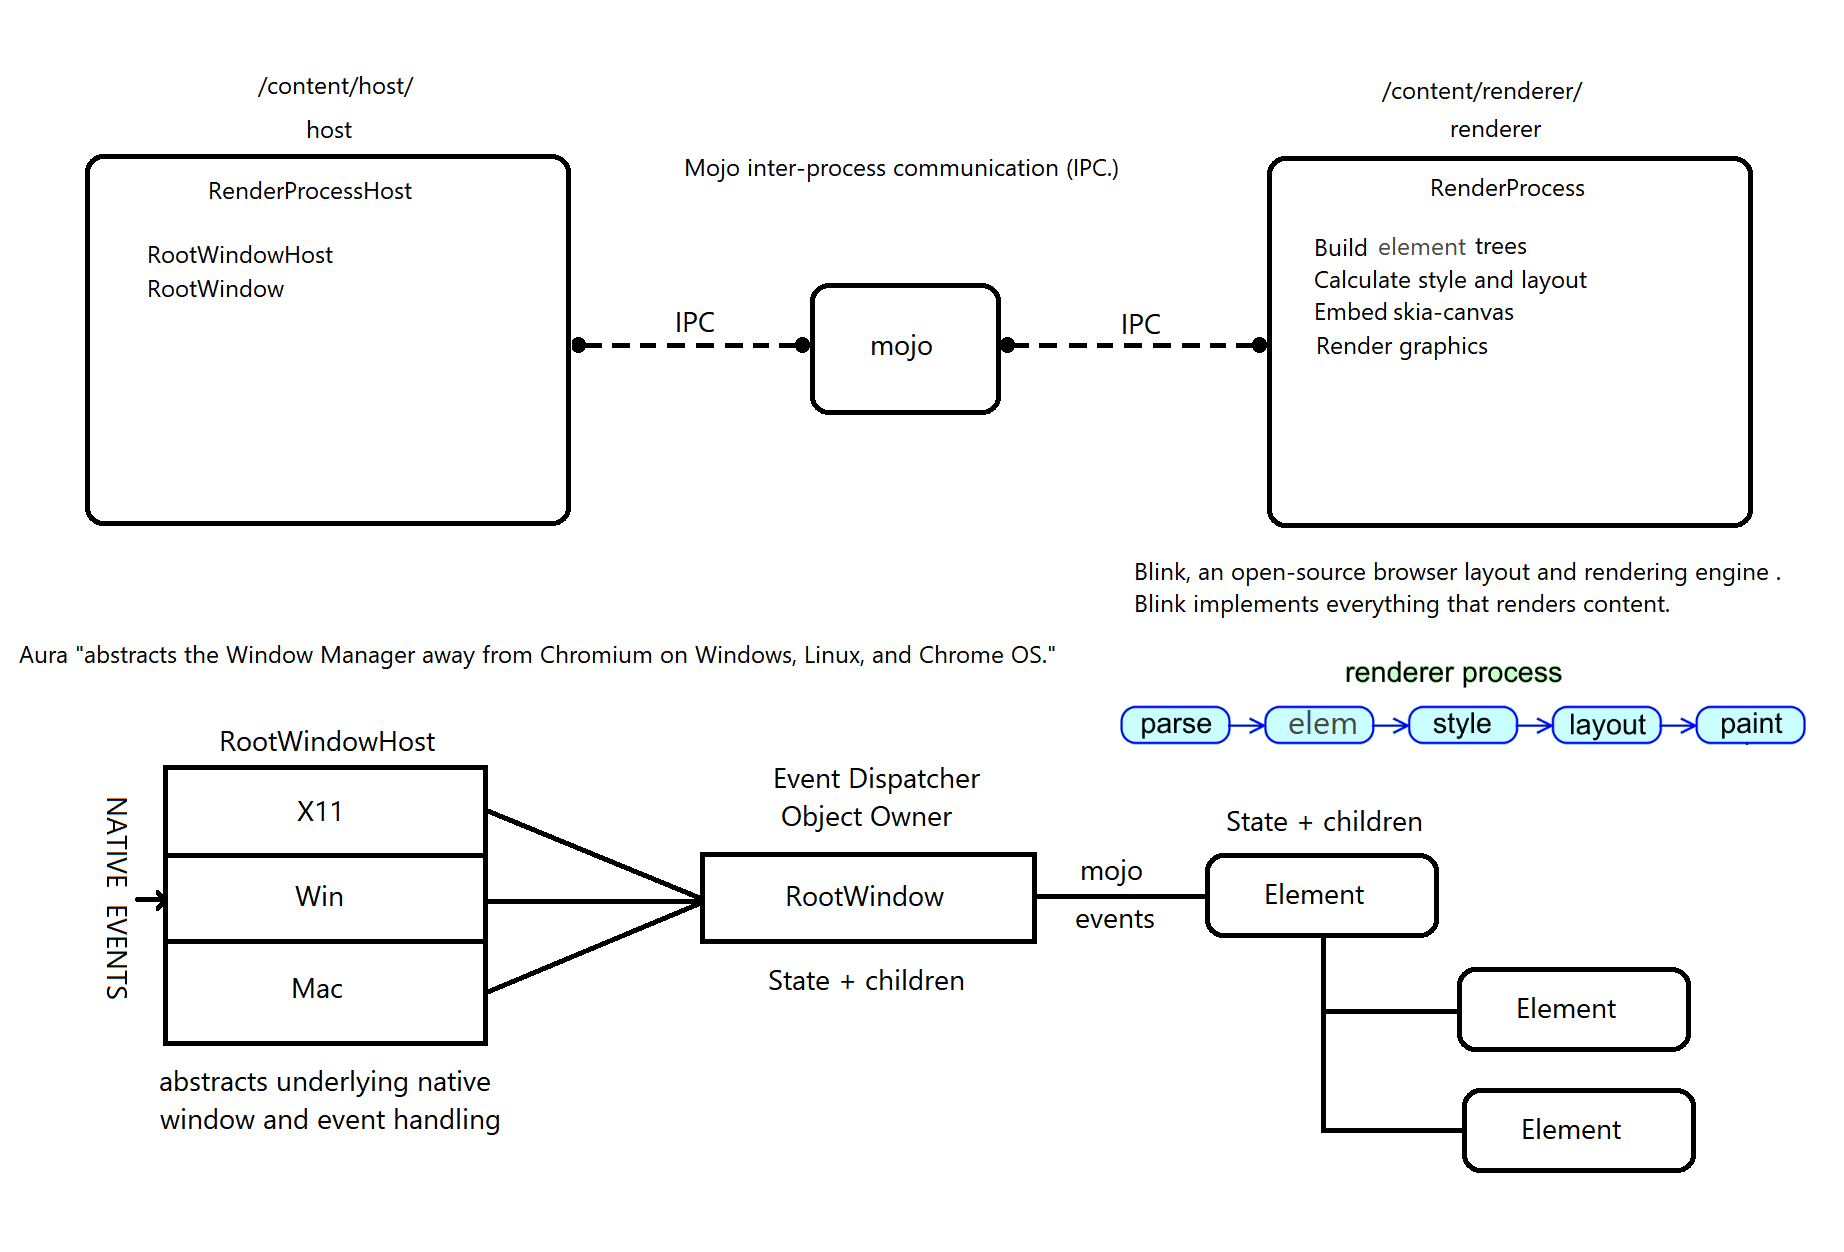 /content/host/
host
RenderProcessHost
RootWindowHost
RootWindow
Mojo inter-process communication (IPC.)
IPC
mojo
IPC
/content/renderer/
renderer
RenderProcess
Build element trees
Calculate style and layout
Embed skia-canvas
Render graphics
Blink, an open-source browser layout and rendering engine .
Blink implements everything that renders content.
Aura "abstracts the Window Manager away from Chromium on Windows, Linux, and Chrome OS."
renderer process
parse
elem
style
layout
paint
RootWindowHost
NATIVE EVENTS
X11
Win
Mac
abstracts underlying native
window and event handling
Event Dispatcher
Object Owner
RootWindow
State + children
mojo
events
State + children
Element
Element
Element